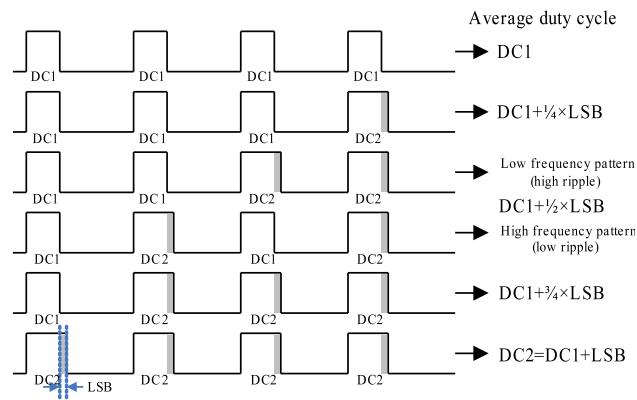 Average duty cycle
DC1 DC1 DC1 DC1 DC1
DC1 DC1 DC1 DC2 DC1+¼×LSB
DC1 DC1 DC2 DC2 Low frequency pattern
(high ripple)
DC1+½×LSB
DC1 DC2 DC1 DC2 High frequency pattern
(low ripple)
DC1 DC2 DC2 DC2 DC1+¾×LSB
DC2 DC2 DC2 DC2 DC2=DC1+LSB
LSB